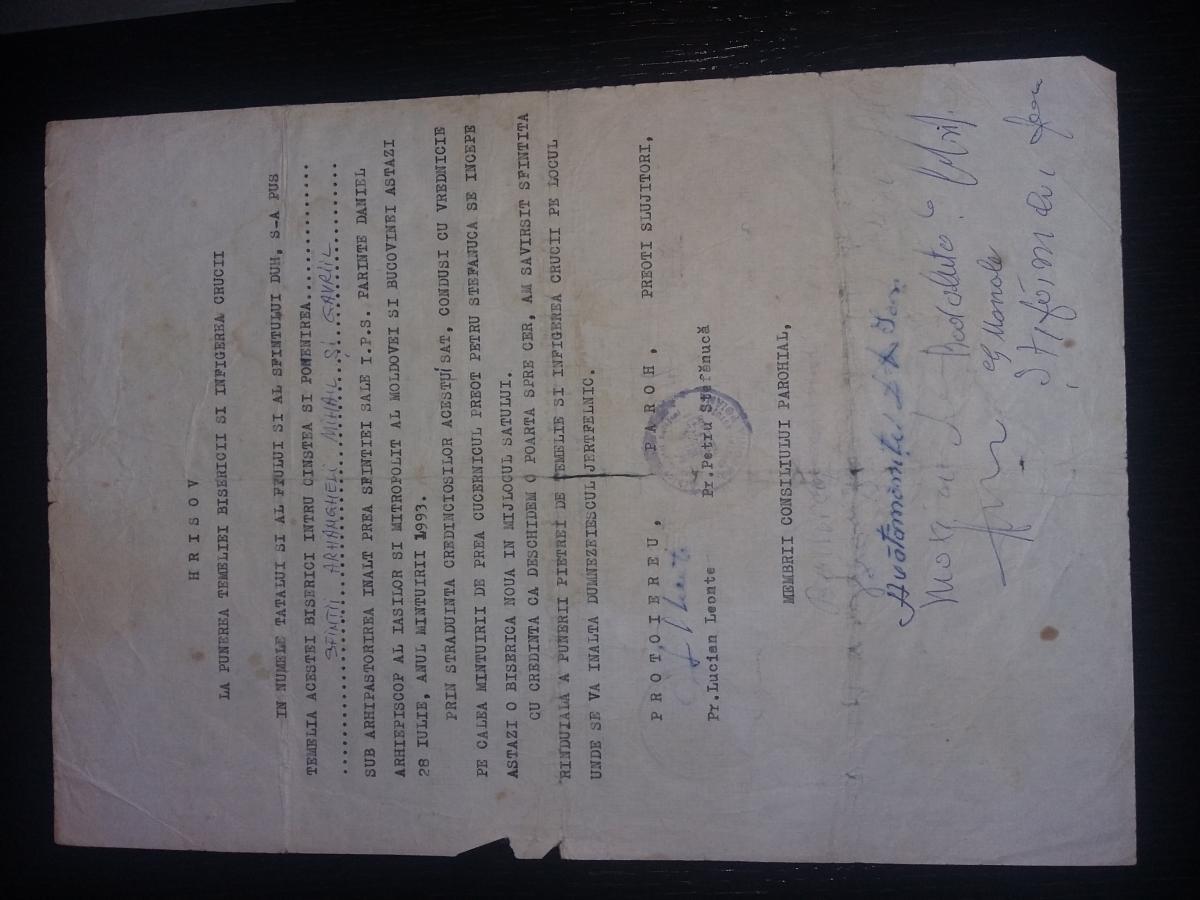 H R I S O V
LA PUNEREA TEMELIEI BISERICII SI INFIGEREA CRUCII
IN NUMELE TATALUI SI AL FIULUI SI AL SFINTULUI DUH, S-A PUS
TEMELIA ACESTEI BISERICI INTRU CINSTEA SI POMENIREA...............
SFINTII ARHANGHELI MIHAIL ȘI GAVRIIL
SUB ARHIPASTORIREA INALT PREA SFINTIEI SALE I.P.S. PARINTE DANIEL
ARHIEPISCOP AL IASILOR SI MITROPOLIT AL MOLDOVEI SI BUCOVINEI ASTAZI
28 IULIE, ANUL MINTUIRII 1993.
PRIN STRADUINTA CREDINCIOSILOR ACESTUI SAT, CONDUSI CU VREDNICIE
PE CALEA MINTUIRII DE PREA CUCERNICUL PREOT PETRU STEFANUCA SE INCEPE
ASTAZI O BISERICA NOUA IN MIJLOCUL SATULUI.
CU CREDINTA CA DESCHIDEM O POARTA SPRE CER, AM SAVIRSIT SFINTITA
RINDUIALA A PUNERII PIETREI DE TEMELIE SI INFIGEREA CRUCII PE LOCUL
UNDE SE VA INALTA DUMNEZEIESCUL JERTFELNIC.
P R O T O I E R E U , P A R O H , PREOTI SLUJITORI,
Pr.Lucian Leonte Pr.Petru Ștefănucă
MEMBRII CONSILIULUI PAROHIAL,
Manole